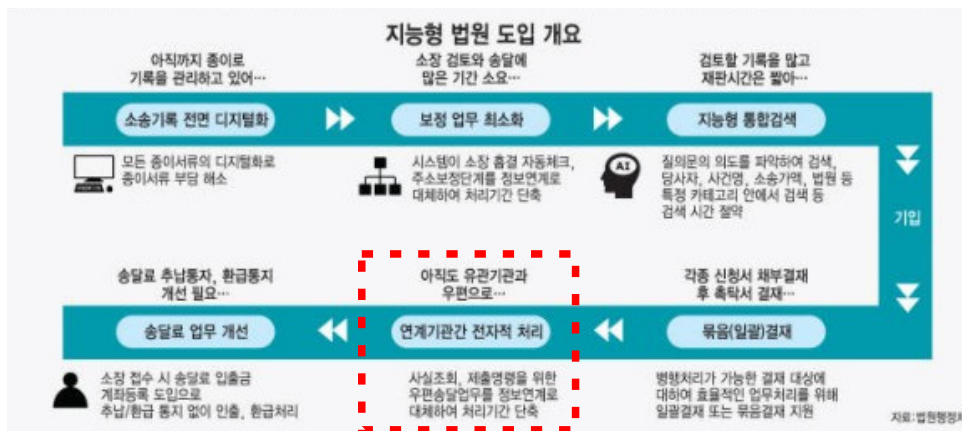 지능형 법원 도입 개요
아직까지 종이로
기록을 관리하고 있어…
소송기록 전면 디지털화
모든 종이서류의 디지털화로
종이서류 부담 해소
소장 검토와 송달에
많은 기간 소요…
보정 업무 최소화
시스템이 소장 흠결 자동체크,
주소보정단계를 정보연계로
대체하여 처리기간 단축
검토할 기록을 많고
재판시간은 짧아…
지능형 통합검색
AI
질의문의 의도를 파악하여 검색,
당사자, 사건명, 소송가액, 법원 등
특정 카테고리 안에서 검색 등
검색 시간 절약
기입
각종 신청서 채부결재
후 촉탁서 결재…
묶음(일괄)결재
병행처리가 가능한 결재 대상에
대하여 효율적인 업무처리를 위해
일괄결재 또는 묶음결재 지원
아직도 유관기관과
우편으로…
연계기관간 전자적 처리
사실조회, 제출명령을 위한
우편송달업무를 정보연계로
대체하여 처리기간 단축
송달료 추납통자, 환급통지
개선 필요…
송달료 업무 개선
소장 접수 시 송달료 입출금
계좌등록 도입으로
추납/환급 통지 없이 인출, 환급처리
자료:법원행정처